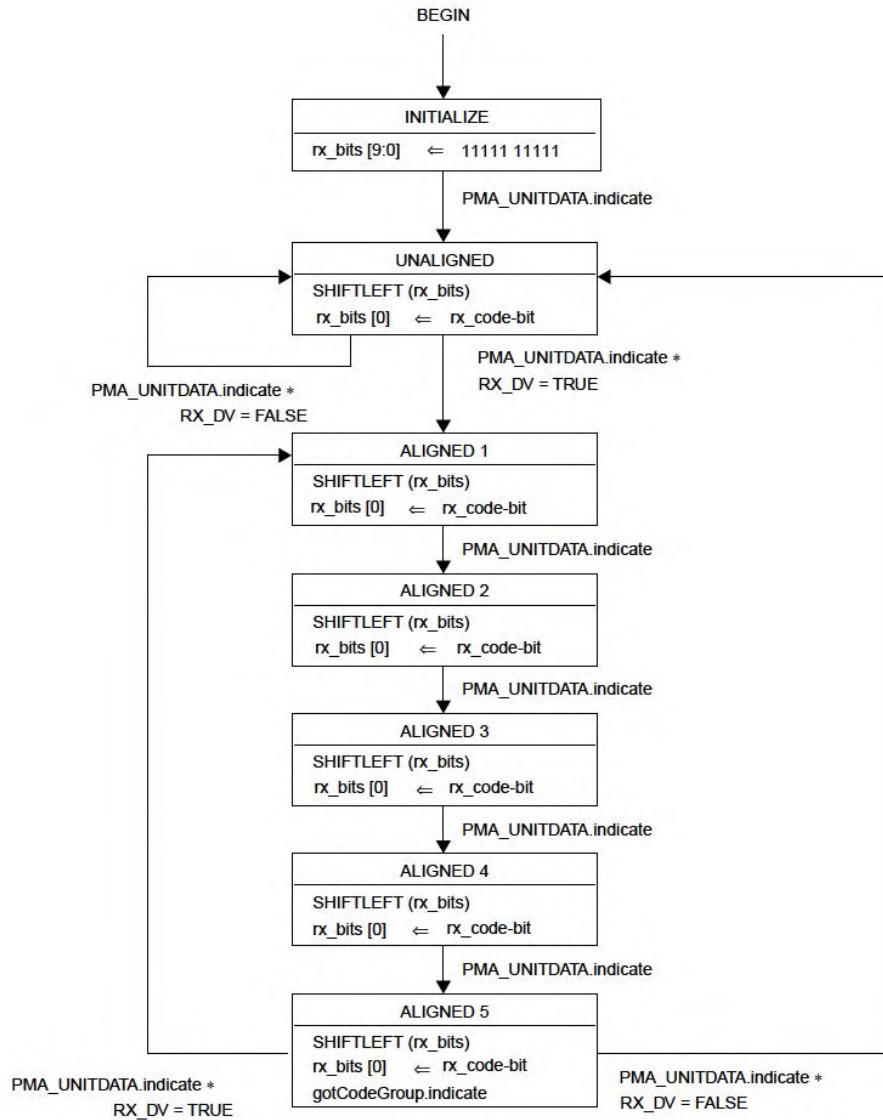 BEGIN
INITIALIZE
rx_bits [9:0] ⇐ 11111 11111
PMA_UNITDATA.indicate
UNALIGNED
SHIFTLEFT (rx_bits)
rx_bits [0] ⇐ rx_code-bit
PMA_UNITDATA.indicate ∗
RX_DV = FALSE
PMA_UNITDATA.indicate ∗
RX_DV = TRUE
ALIGNED 1
SHIFTLEFT (rx_bits)
rx_bits [0] ⇐ rx_code-bit
PMA_UNITDATA.indicate
ALIGNED 2
SHIFTLEFT (rx_bits)
rx_bits [0] ⇐ rx_code-bit
PMA_UNITDATA.indicate
ALIGNED 3
SHIFTLEFT (rx_bits)
rx_bits [0] ⇐ rx_code-bit
PMA_UNITDATA.indicate
ALIGNED 4
SHIFTLEFT (rx_bits)
rx_bits [0] ⇐ rx_code-bit
PMA_UNITDATA.indicate
ALIGNED 5
SHIFTLEFT (rx_bits)
rx_bits [0] ⇐ rx_code-bit
gotCodeGroup.indicate
PMA_UNITDATA.indicate ∗
RX_DV = TRUE
PMA_UNITDATA.indicate ∗
RX_DV = FALSE